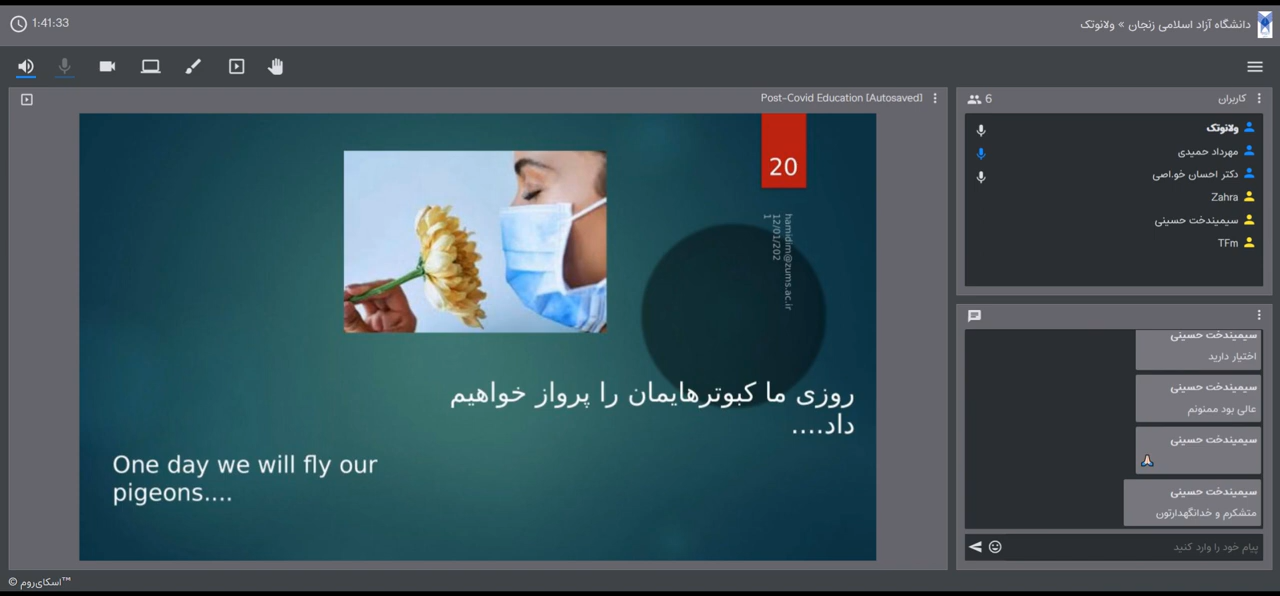 1:41:33
دانشگاه آزاد اسلامی زنجان » ولانوتک
Post-Covid Education [Autosaved]
20
hamidim@zums.ac.ir
12/01/202
1
روزی ما کبوترهایمان را پرواز خواهیم
داد....
One day we will fly our
pigeons....
6
کاربران
ولانوتک
مهرداد حمیدی
دکتر احسان خو.اصی
Zahra
سیمیندخت حسینی
TFm
سیمیندخت حسینی
اختیار دارید
سیمیندخت حسینی
عالی بود ممنونم
سیمیندخت حسینی
🙏
سیمیندخت حسینی
متشکرم و خدانگهدارتون
پیام خود را وارد کنید
© اسکای‌روم™